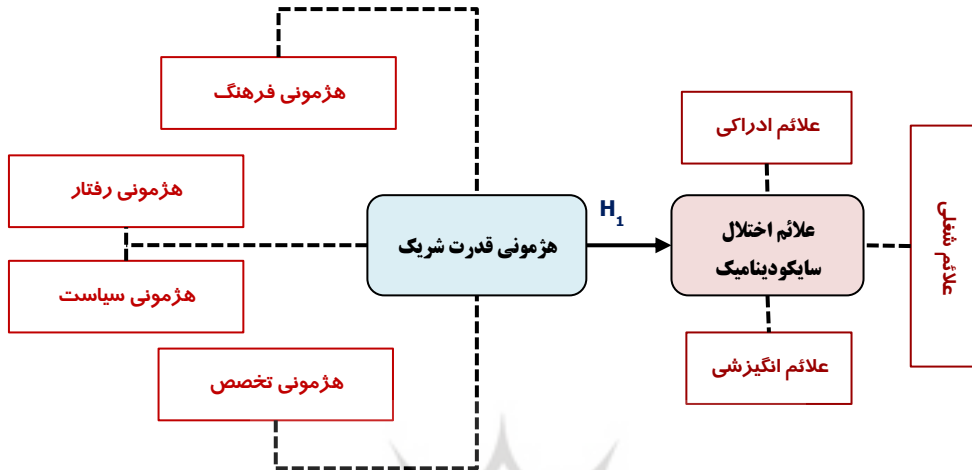 هژمونی فرهنگ
هژمونی رفتار
هژمونی سیاست
هژمونی تخصص
هژمونی قدرت شریک
H1
علائم اختلال
سایکودینامیک
علائم ادراکی
علائم شغلی
علائم انگیزشی